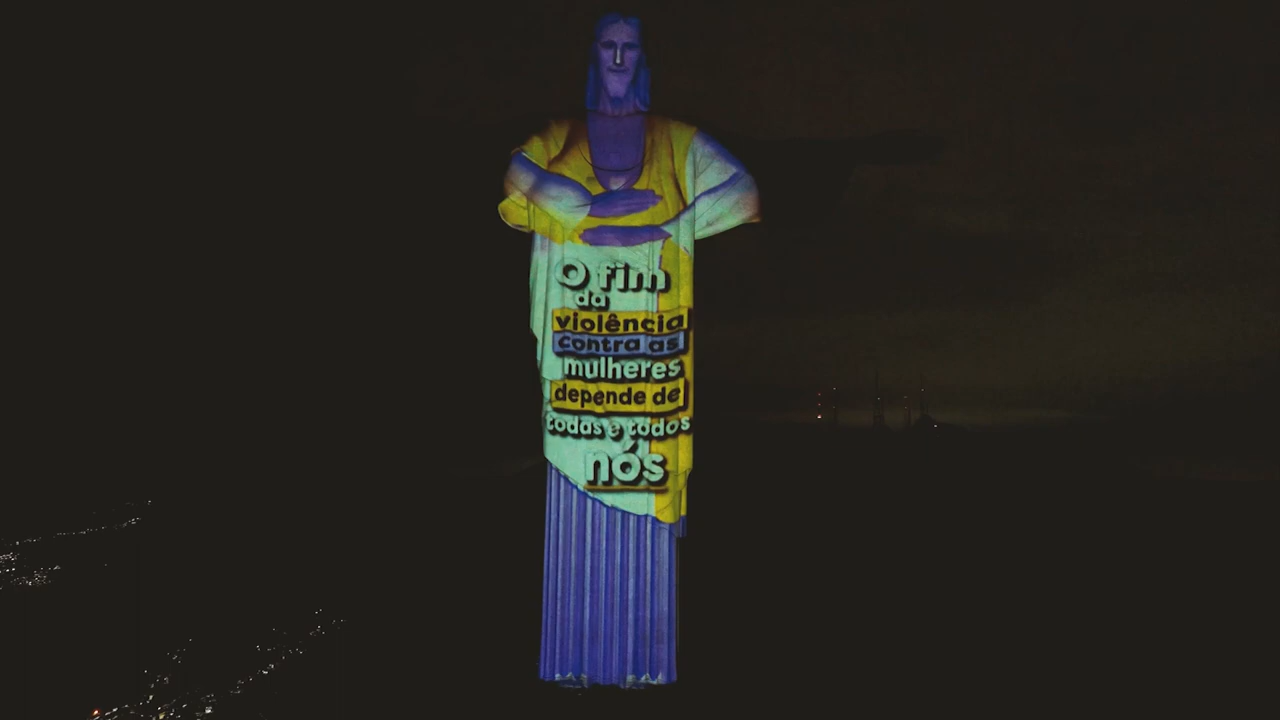 O fim
da
violência
contra as
mulheres
depende de
todas e todos
nós